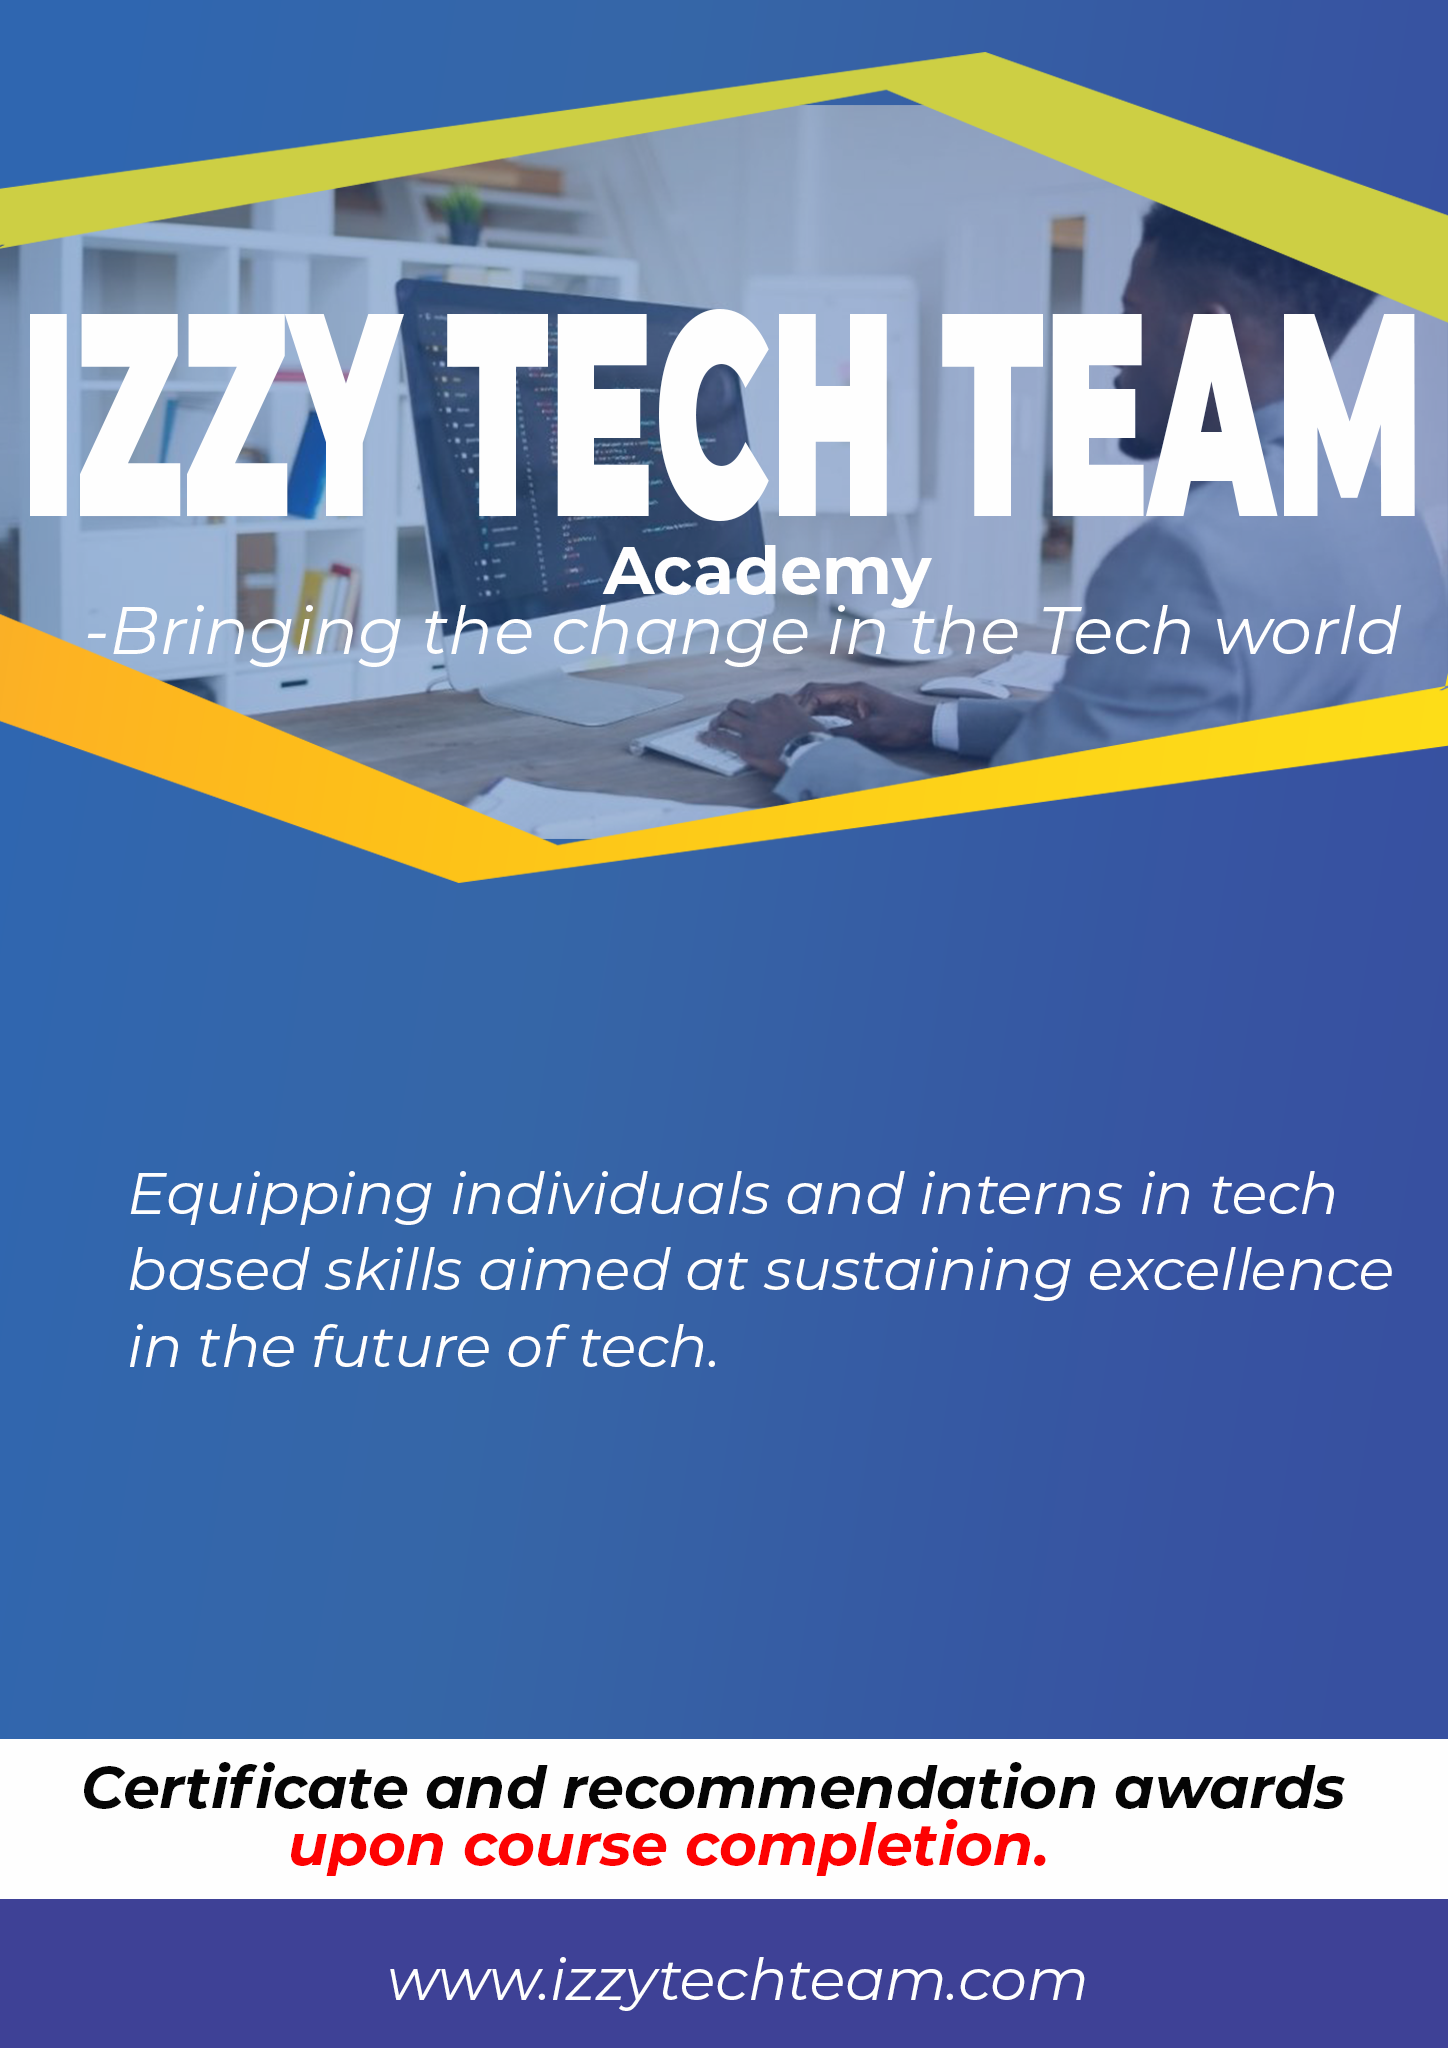 IZZY TECH TEAM
Academy
-Bringing the change in the Tech world
Equipping individuals and interns in tech
based skills aimed at sustaining excellence
in the future of tech.
Certificate and recommendation awards
upon course completion.
www.izzytechteam.com